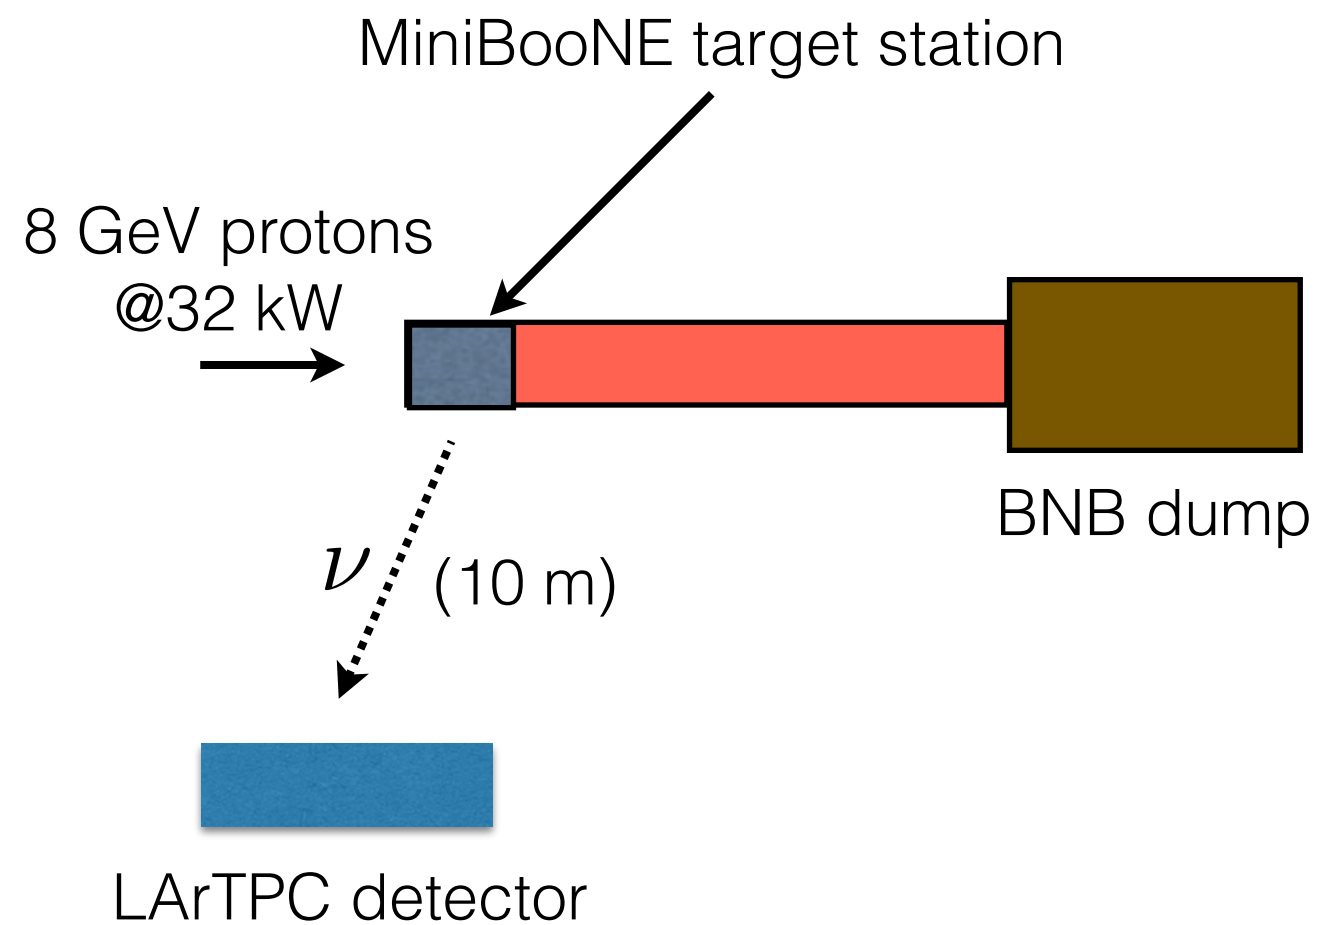 MiniBooNE target station
8 GeV protons
@32 kW
BNB dump
ν
(10 m)
LArTPC detector